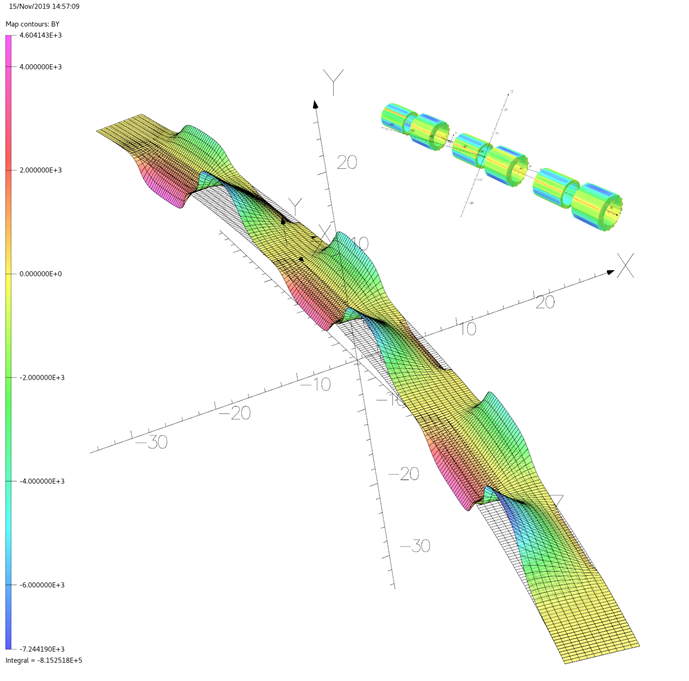 15/Nov/2019 14:57:09
Map contours: BY
4.604143E+3
4.000000E+3
2.000000E+3
0.000000E+0
-2.000000E+3
-4.000000E+3
-6.000000E+3
-7.244190E+3
Integral = -8.152518E+5
Y
20
10
Y
X
X
20
10
-10
-20
-30
-10
-20
-30
Z